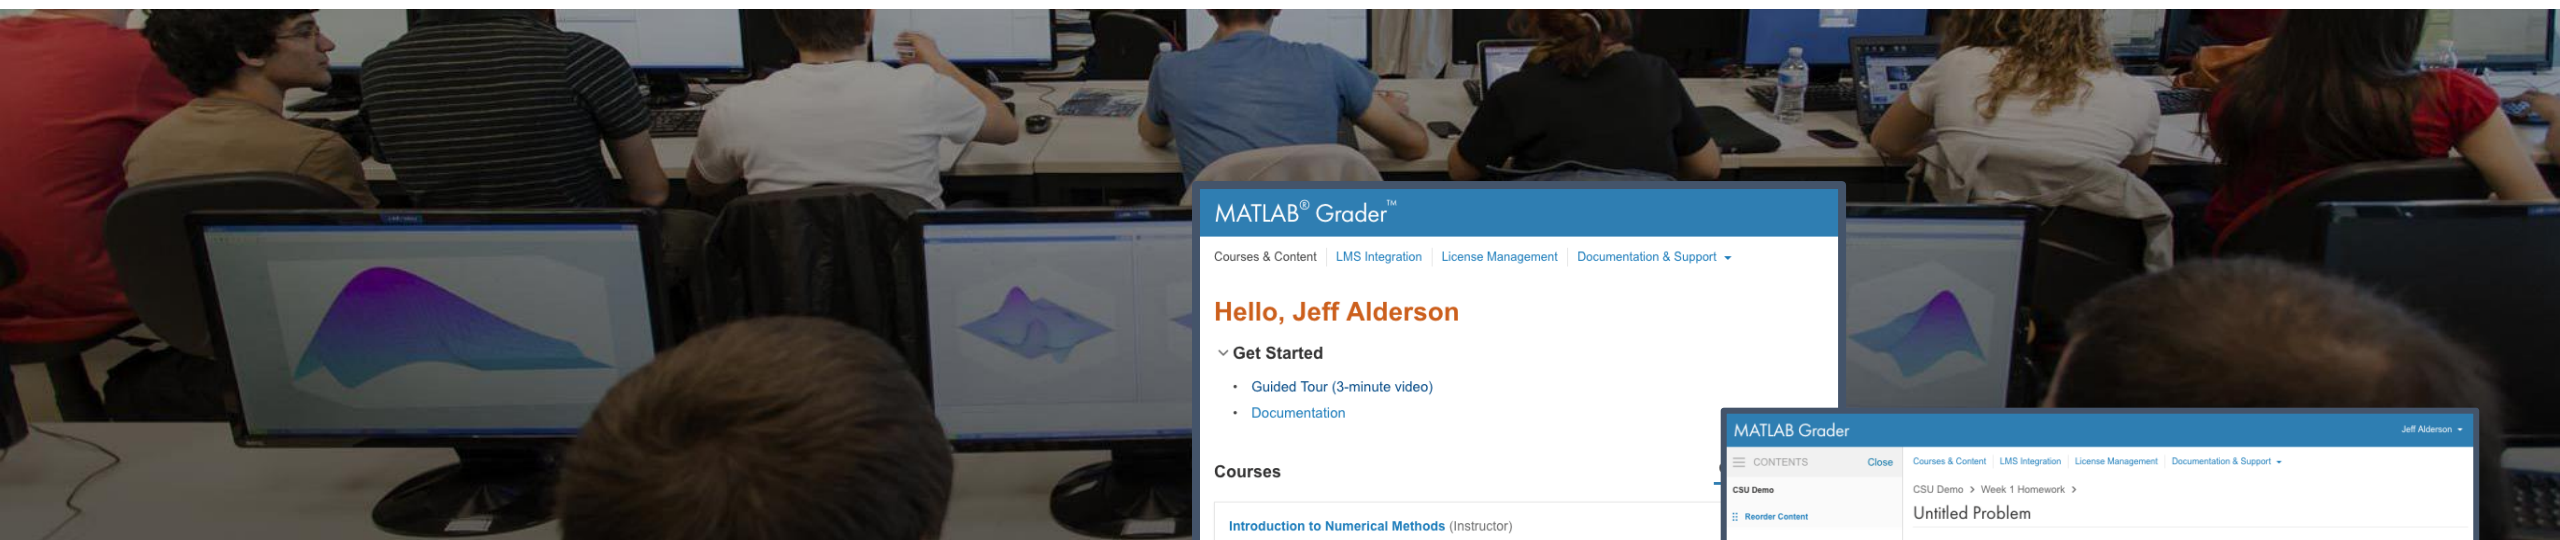 MATLAB® Grader™
Courses & Content LMS Integration License Management Documentation & Support
Hello, Jeff Alderson
Get Started
• Guided Tour (3-minute video)
• Documentation
Courses
Introduction to Numerical Methods (Instructor)
MATLAB Grader Jeff Alderson
CONTENTS Close
CSU Demo
Reorder Content
Courses & Content LMS Integration License Management Documentation & Support
CSU Demo > Week 1 Homework >
Untitled Problem